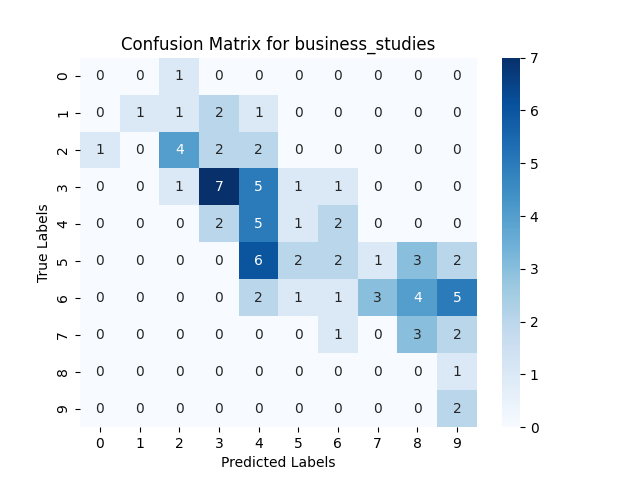 Confusion Matrix for business_studies
True Labels
0 0 0 1 0 0 0 0 0 0 0
1 0 1 1 2 1 0 0 0 0 0
2 1 0 4 2 2 0 0 0 0 0
3 0 0 1 7 5 1 1 0 0 0
4 0 0 0 2 5 1 2 0 0 0
5 0 0 0 0 6 2 2 1 3 2
6 0 0 0 0 2 1 1 3 4 5
7 0 0 0 0 0 0 1 0 3 2
8 0 0 0 0 0 0 0 0 0 1
9 0 0 0 0 0 0 0 0 0 2
0 1 2 3 4 5 6 7 8 9
Predicted Labels
7
6
5
4
3
2
1
0